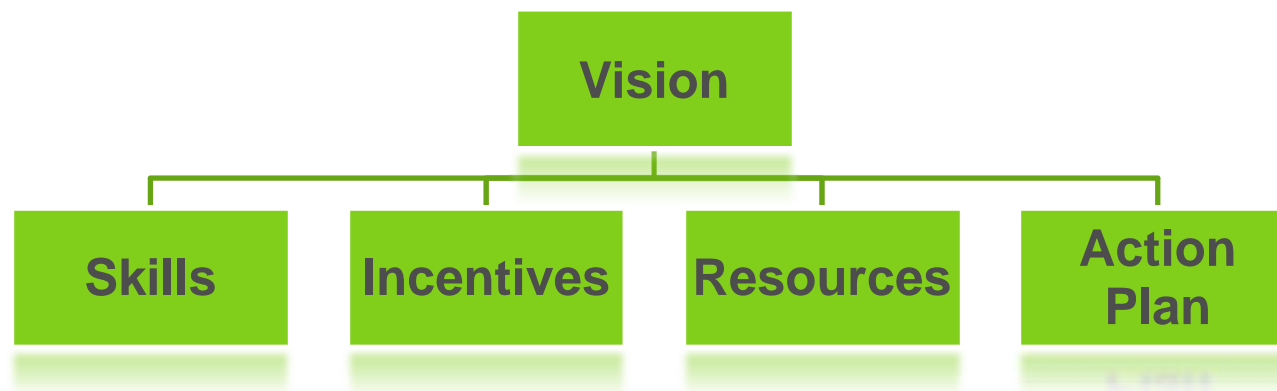 Vision
Skills
Incentives
Resources
Action
Plan